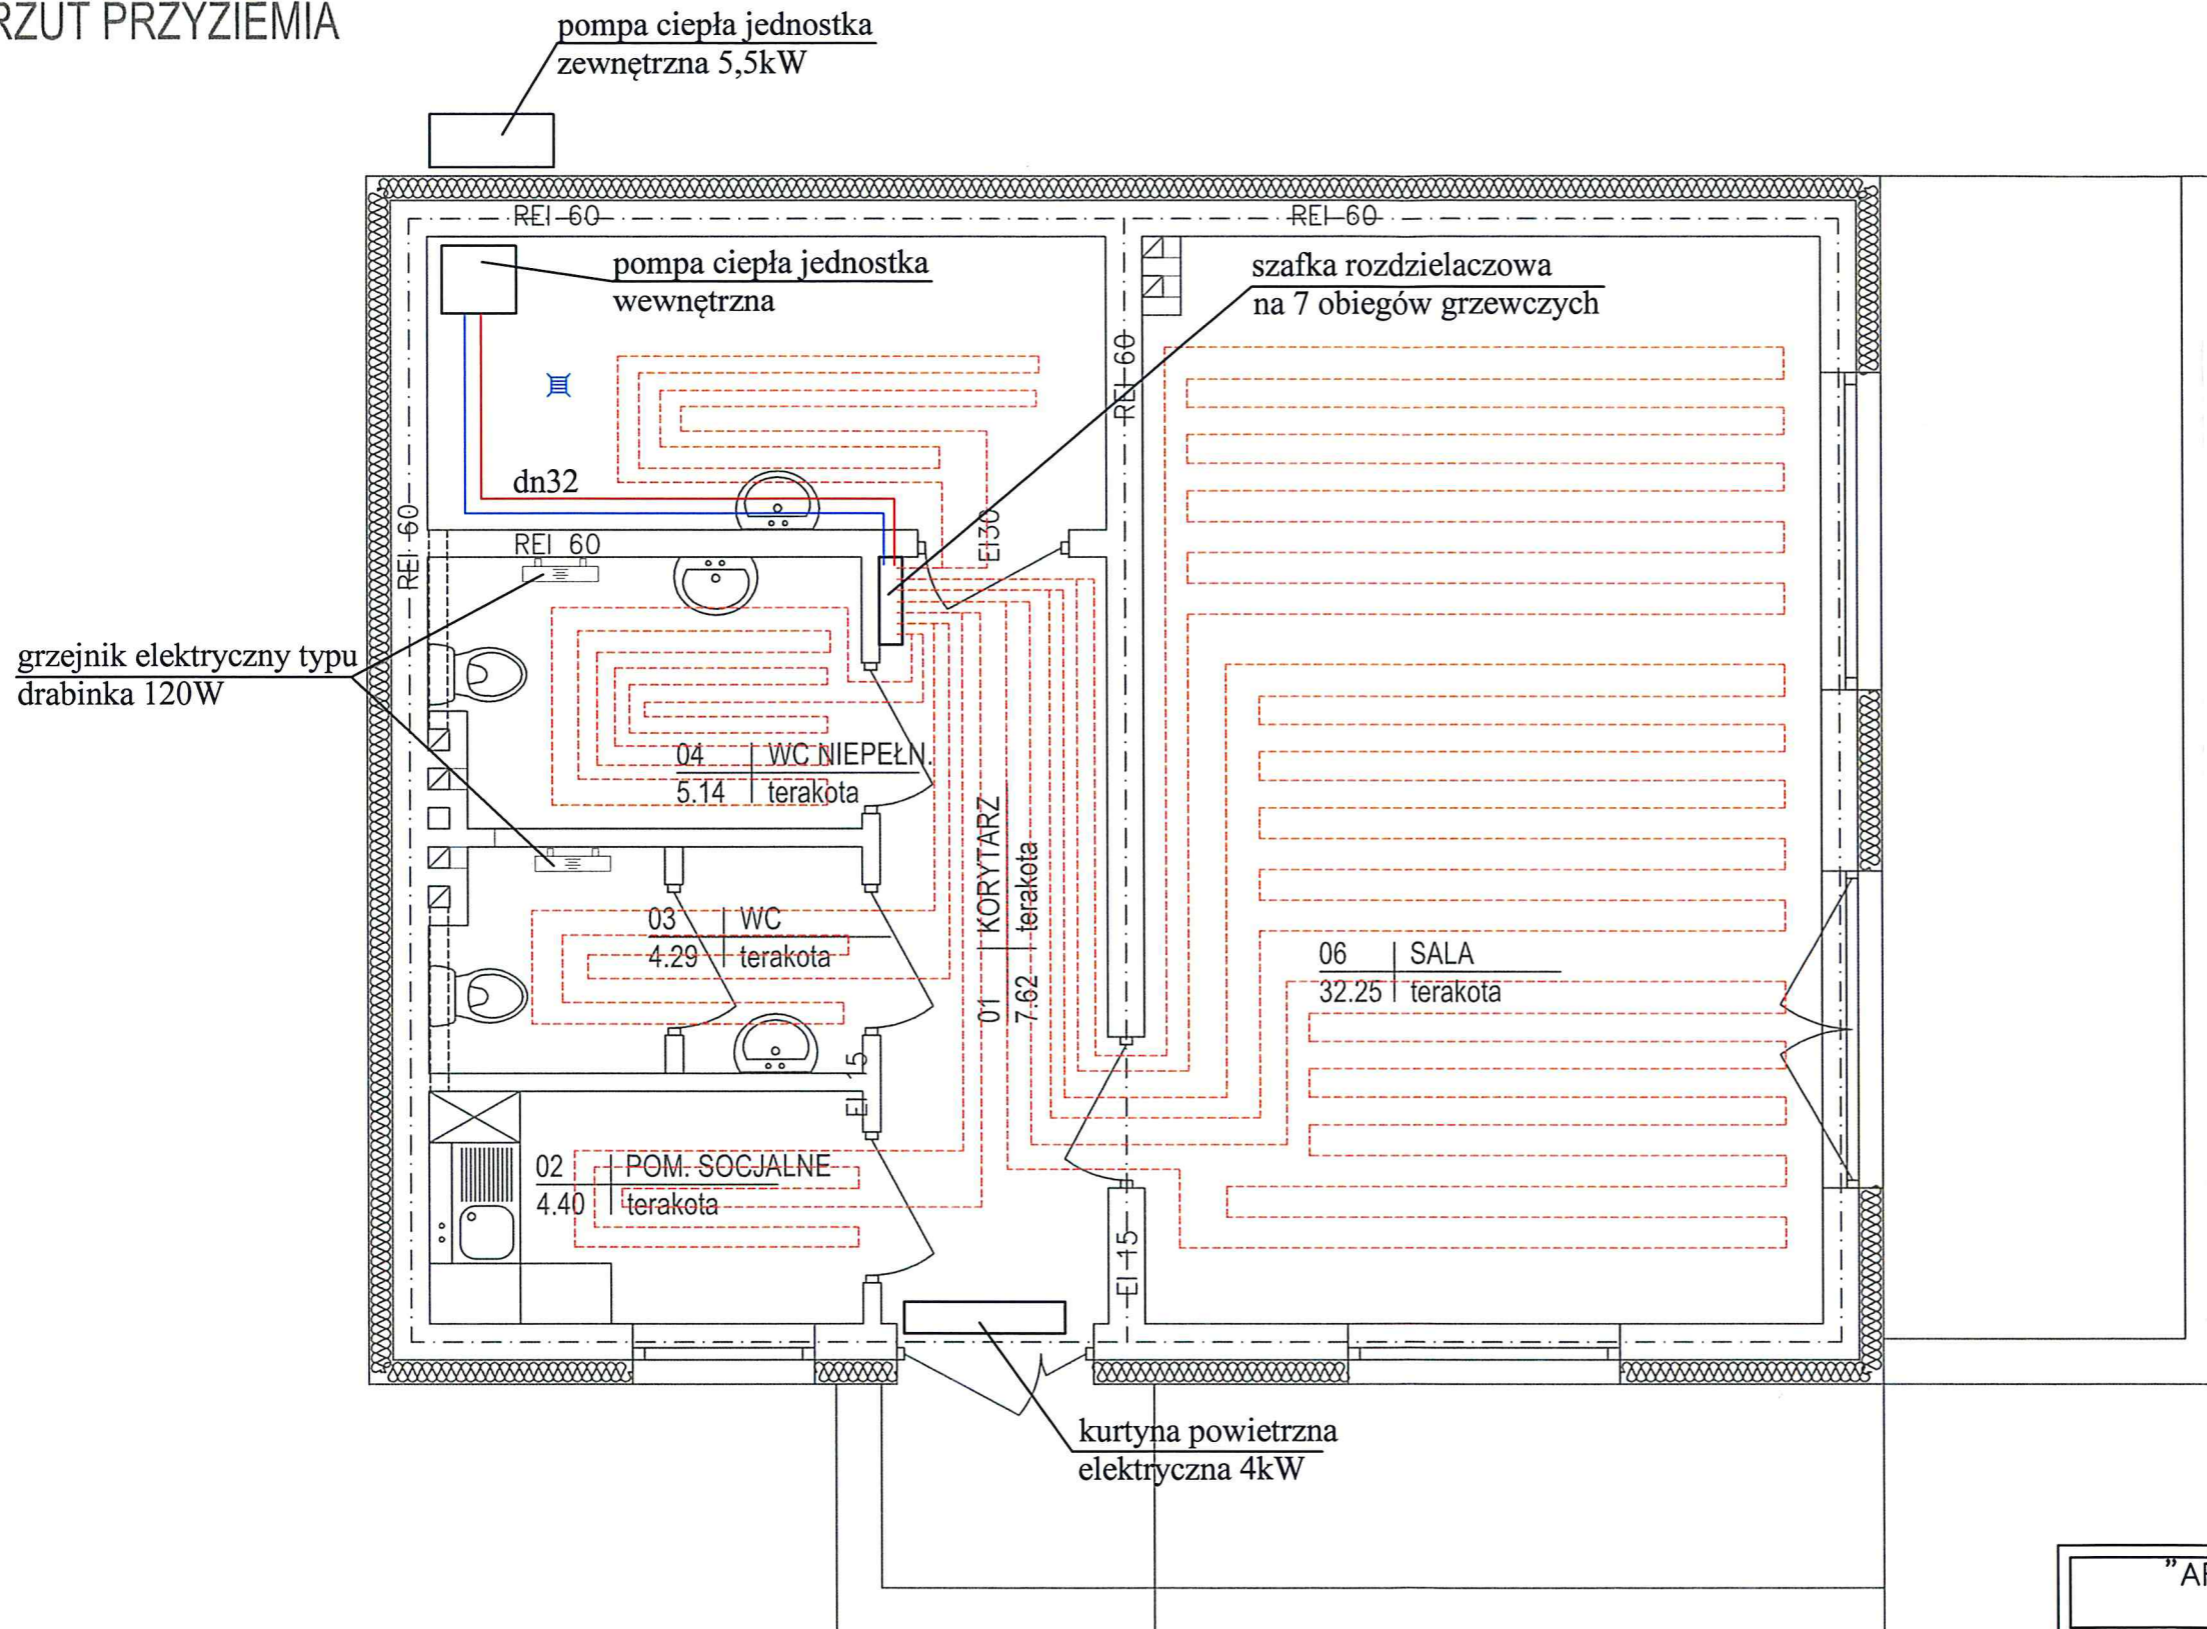 RZUT PRZYZIEMIA
pompa ciepła jednostka
zewnętrzna 5,5kW
REI 60
REI 60
pompa ciepła jednostka
wewnętrzna
szafka rozdzielaczowa
na 7 obiegów grzewczych
REI 60
dn32
REI 60
REI 60
EI30
grzejnik elektryczny typu
drabinka 120W
04 WC NIEPEŁN.
5.14 terakota
01 KORYTARZ
7.62 terakota
03 WC
4.29 terakota
06 SALA
32.25 terakota
EI 15
02 POM. SOCJALNE
4.40 terakota
EI 15
kurtyna powietrzna
elektryczna 4kW
"AR